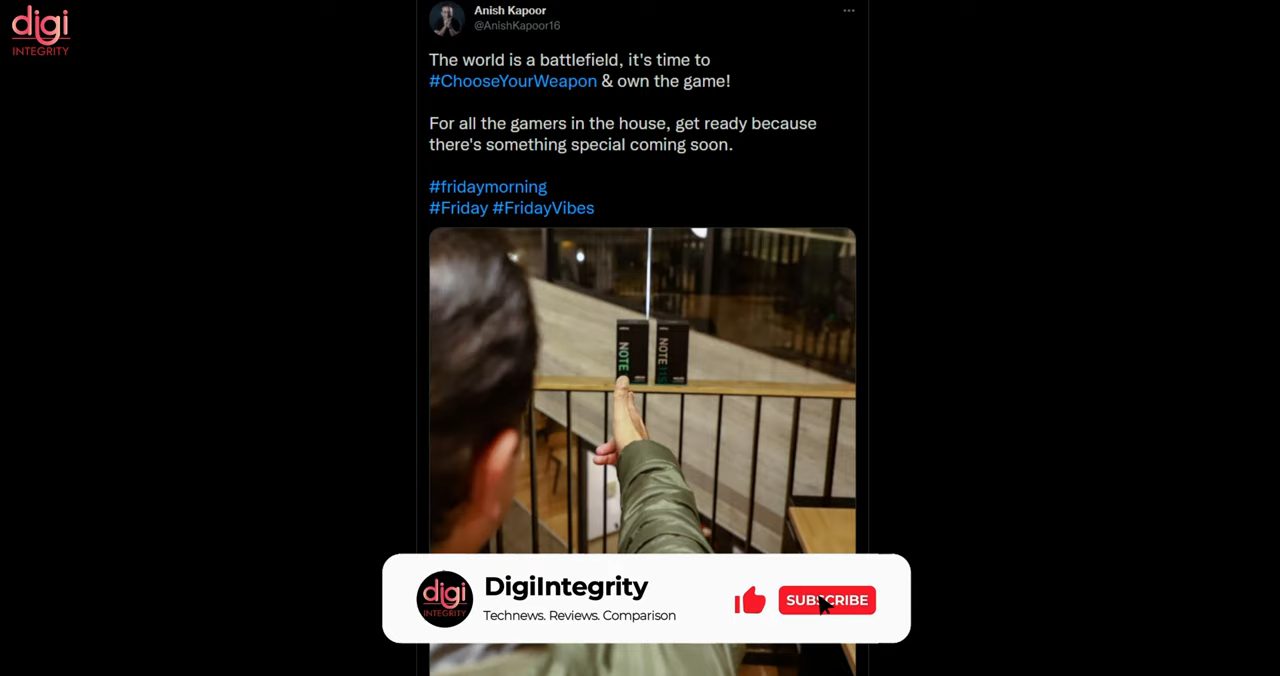 digi
INTEGRITY
Anish Kapoor
@AnishKapoor16
The world is a battlefield, it's time to
#ChooseYourWeapon & own the game!
For all the gamers in the house, get ready because
there's something special coming soon.
#fridaymorning
#Friday #FridayVibes
NOTE
NOTE 11S
digi
INTEGRITY
DigiIntegrity
Technews. Reviews. Comparison
SUBSCRIBE